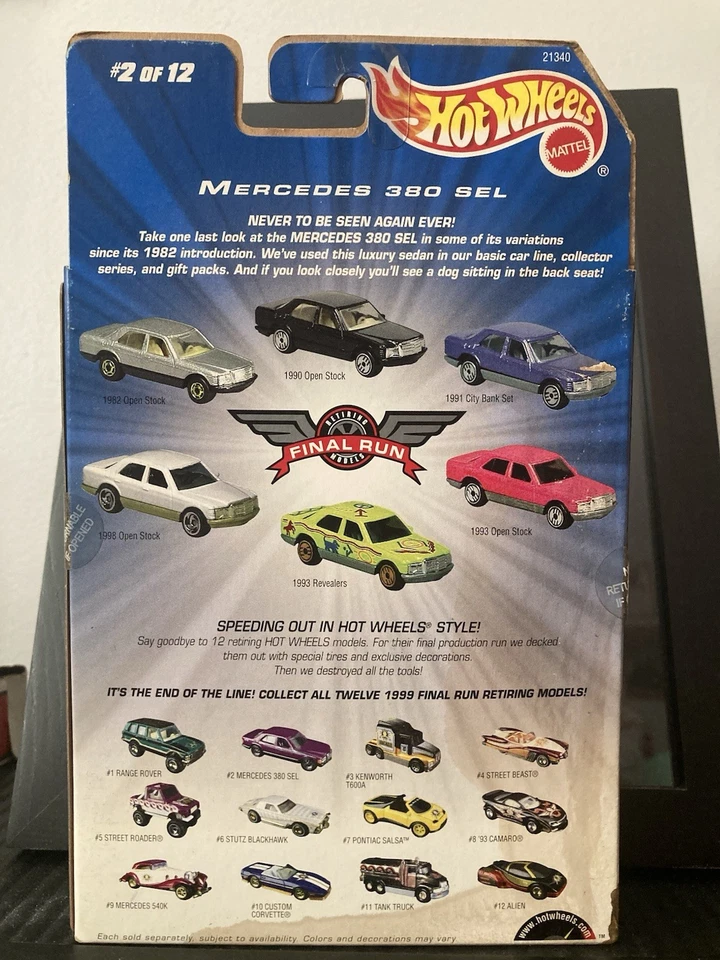 #2 OF 12
21340
HOT WHEELS
MATTEL
®
MERCEDES 380 SEL
NEVER TO BE SEEN AGAIN EVER!
Take one last look at the MERCEDES 380 SEL in some of its variations
since its 1982 introduction. We've used this luxury sedan in our basic car line, collector
series, and gift packs. And if you look closely you'll see a dog sitting in the back seat!
1982 Open Stock
1990 Open Stock
1991 City Bank Set
RETIRING
FINAL RUN
MODELS
1998 Open Stock
1993 Revealers
1993 Open Stock
OPENED
RETU
IF
SPEEDING OUT IN HOT WHEELS® STYLE!
Say goodbye to 12 retiring HOT WHEELS models. For their final production run we decked
them out with special tires and exclusive decorations.
Then we destroyed all the tools!
IT'S THE END OF THE LINE! COLLECT ALL TWELVE 1999 FINAL RUN RETIRING MODELS!
#1 RANGE ROVER
#2 MERCEDES 380 SEL
#3 KENWORTH
T600A
#4 STREET BEAST®
#5 STREET ROADER®
#6 STUTZ BLACKHAWK
#7 PONTIAC SALSA™
#8 '93 CAMARO®
#9 MERCEDES 540K
#10 CUSTOM
CORVETTE®
#11 TANK TRUCK
#12 ALIEN
Each sold separately, subject to availability. Colors and decorations may vary.
www.hotwheels.com
™